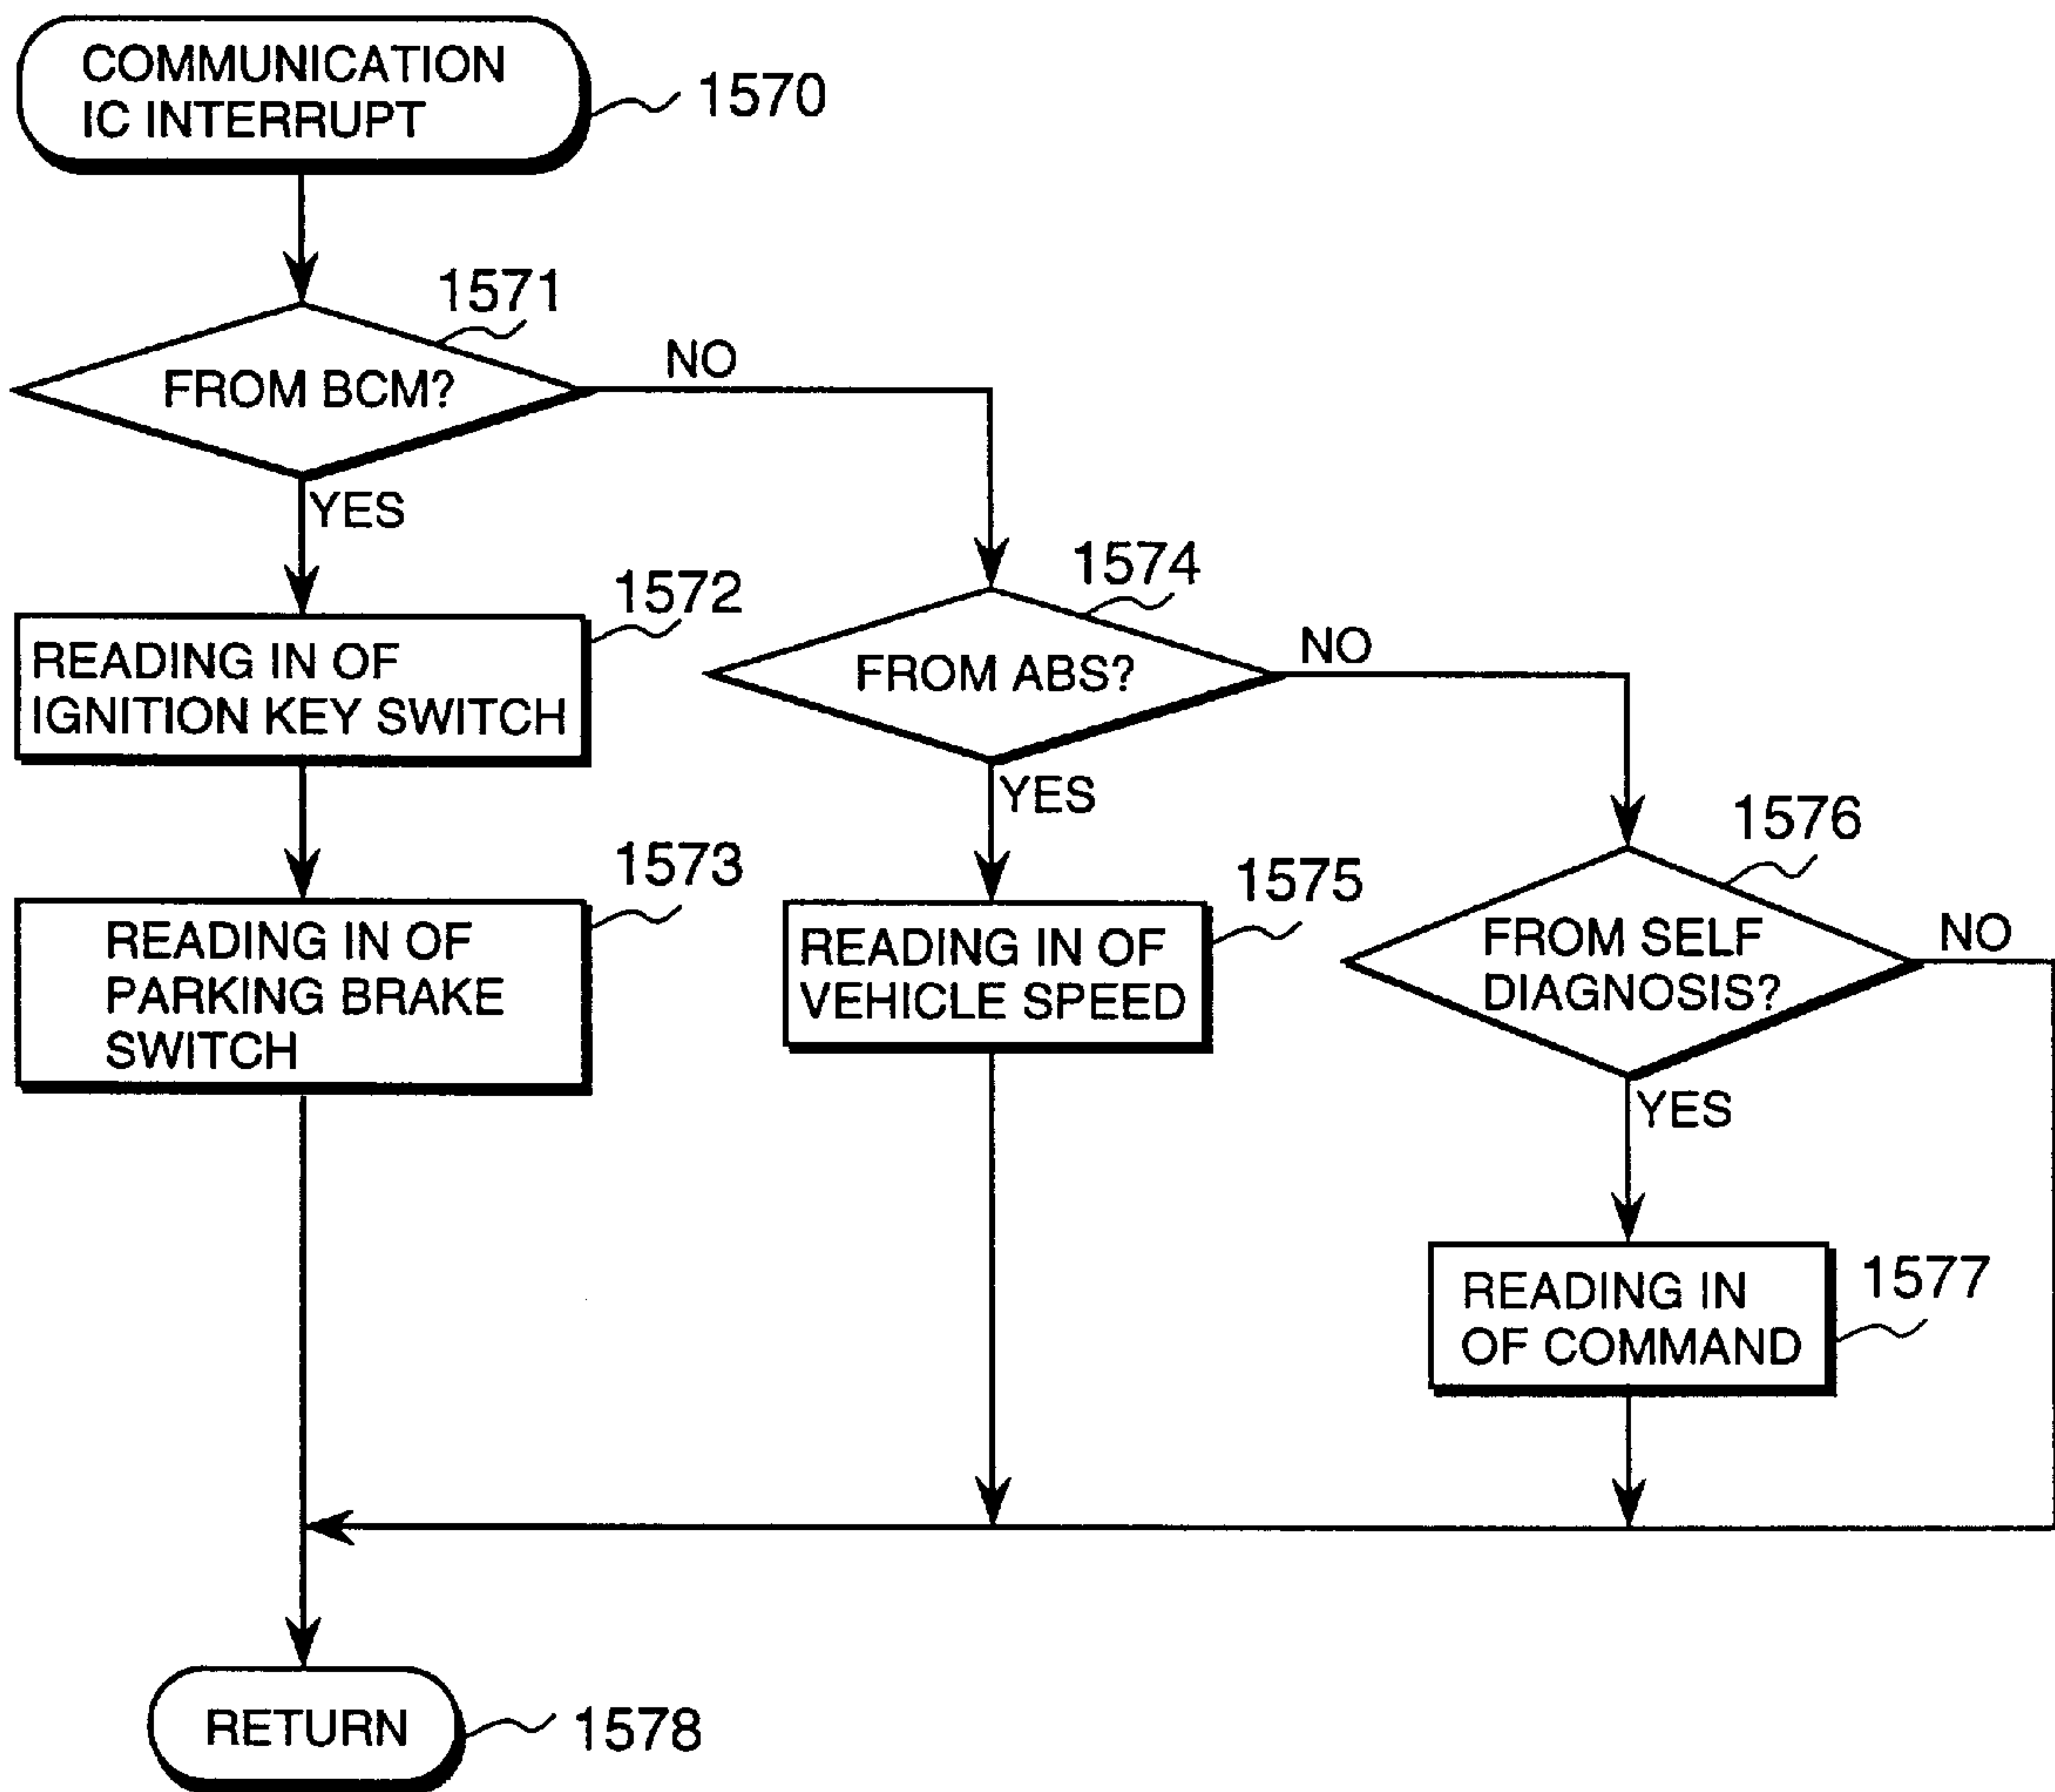 COMMUNICATION
IC INTERRUPT
1570
1571
FROM BCM?
NO
YES
1572
READING IN OF
IGNITION KEY SWITCH
1573
READING IN OF
PARKING BRAKE
SWITCH
1574
FROM ABS?
NO
YES
1575
READING IN OF
VEHICLE SPEED
1576
FROM SELF
DIAGNOSIS?
NO
YES
1577
READING IN
OF COMMAND
RETURN
1578